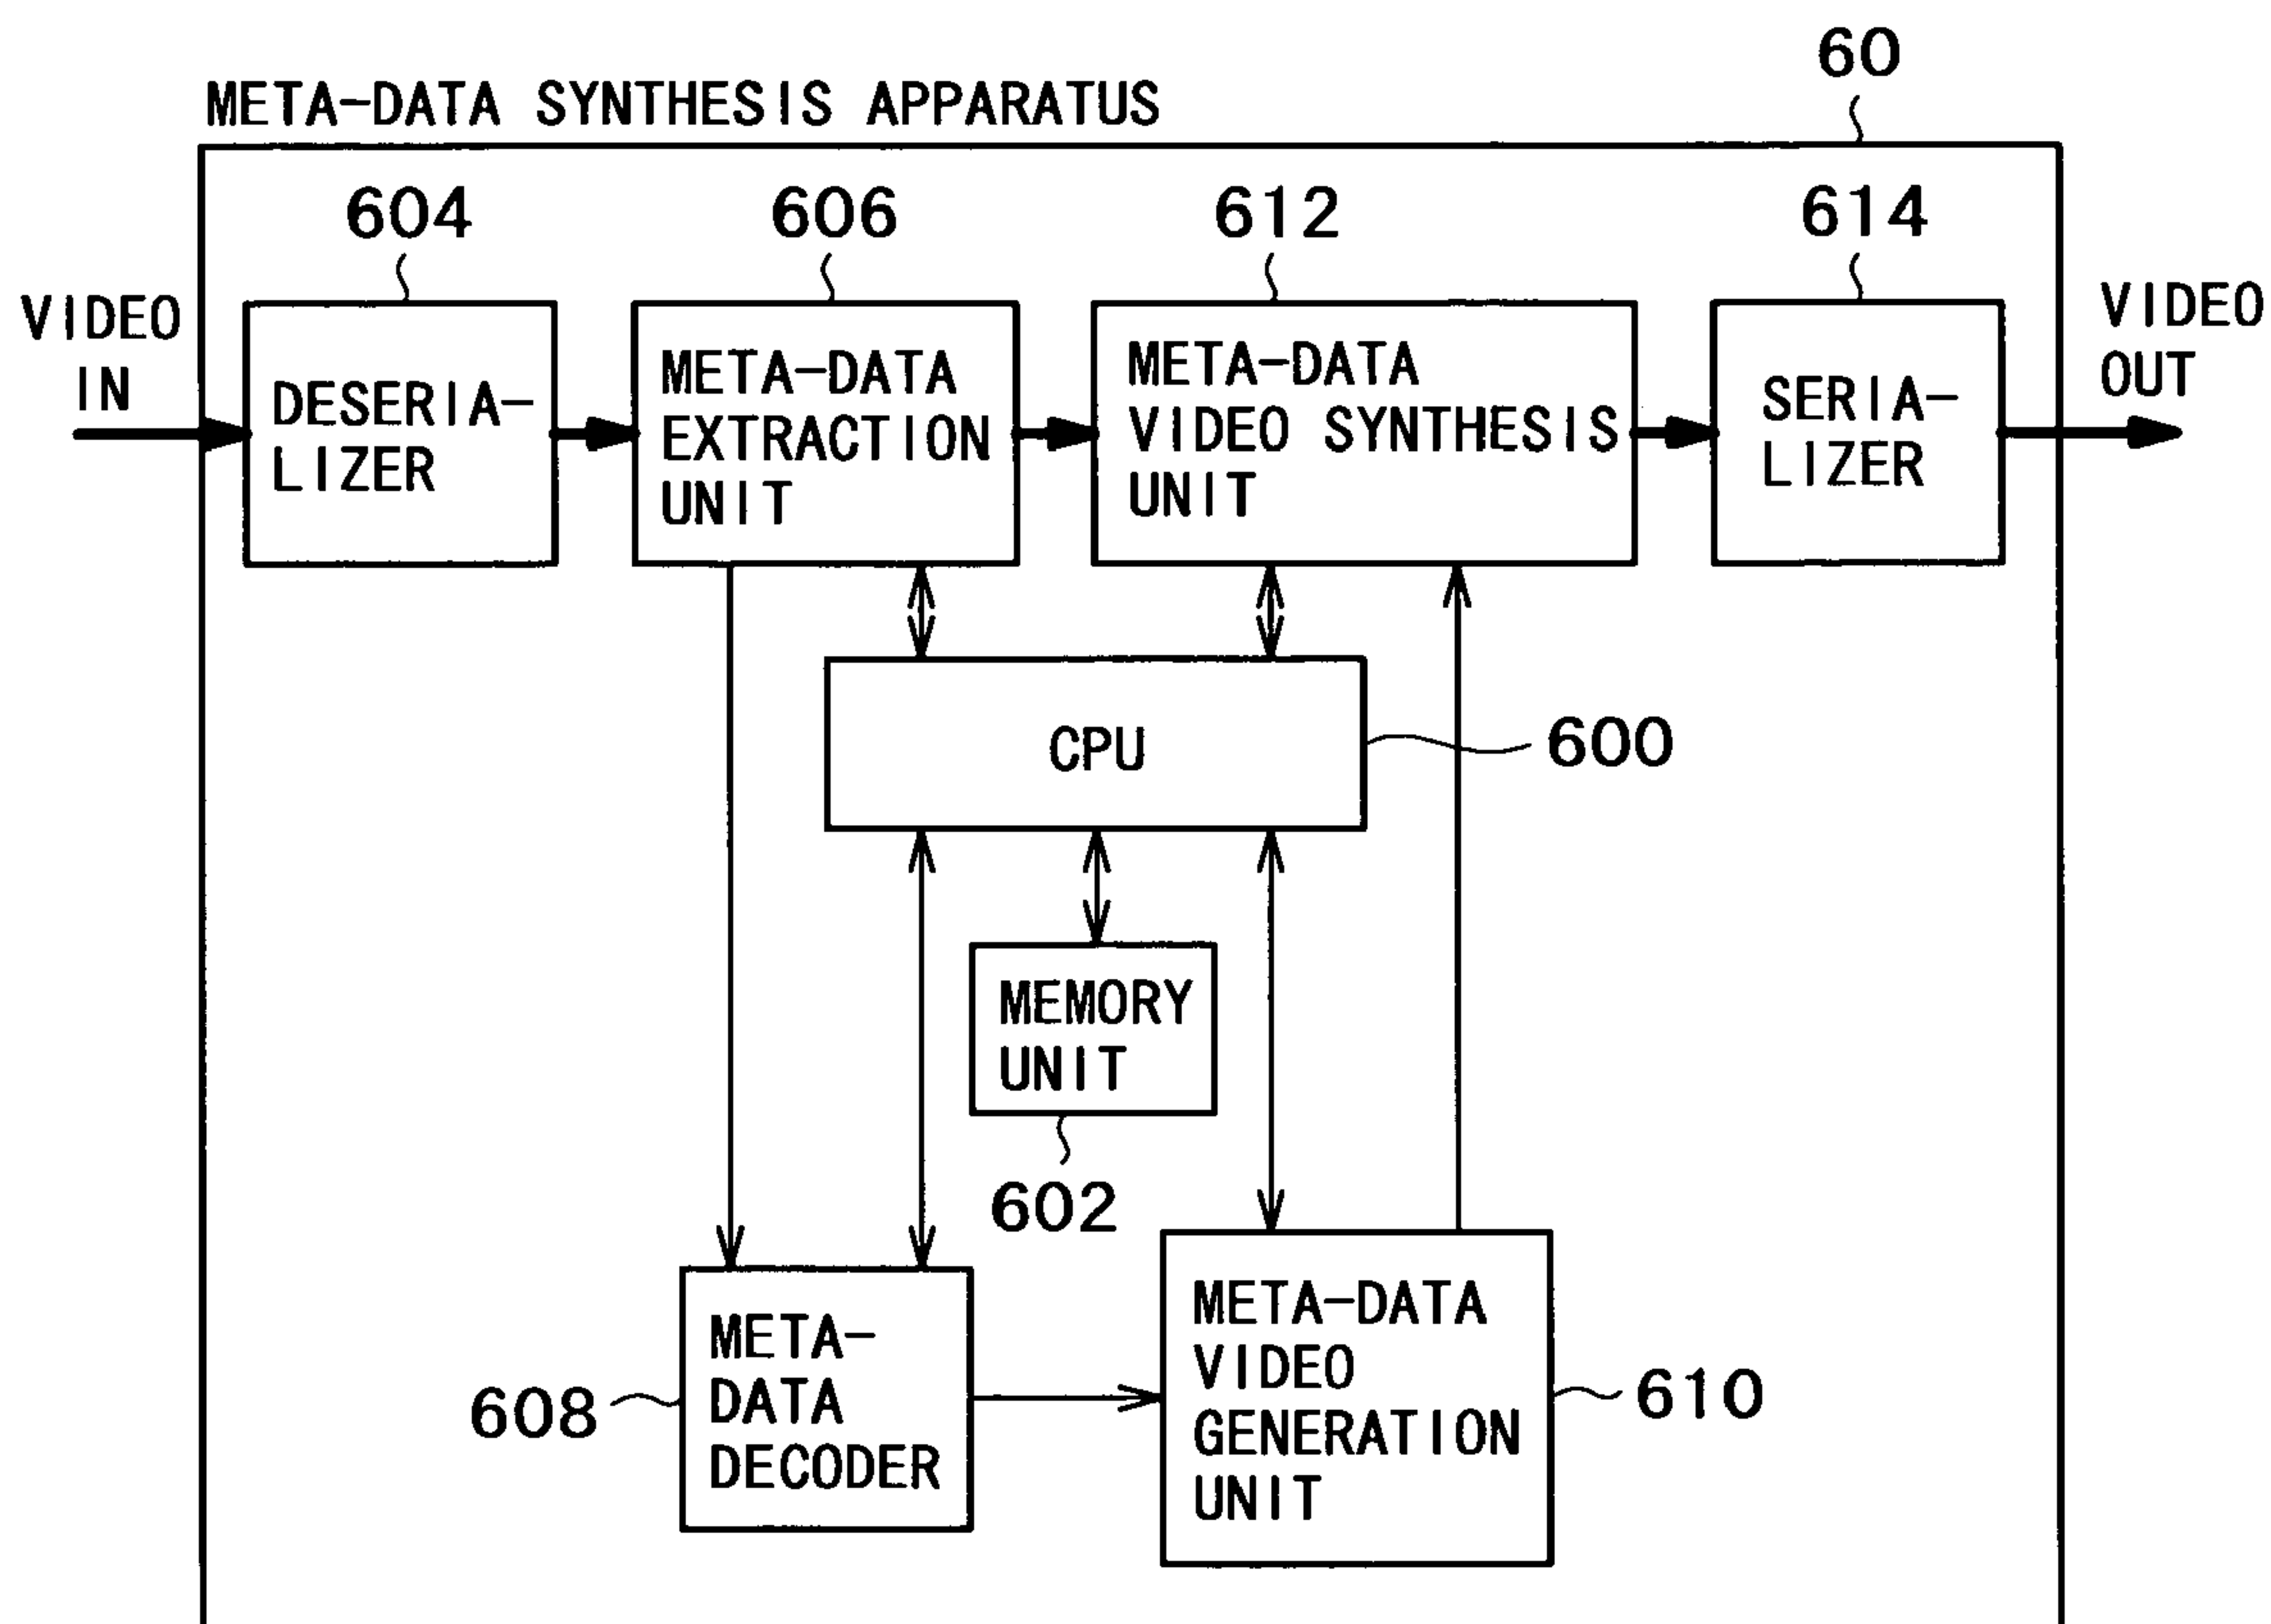 60
META-DATA SYNTHESIS APPARATUS
604
606
612
614
VIDEO
IN
DESERIA-
LIZER
META-DATA
EXTRACTION
UNIT
META-DATA
VIDEO SYNTHESIS
UNIT
SERIA-
LIZER
VIDEO
OUT
CPU
600
MEMORY
UNIT
602
META-
DATA
DECODER
608
META-DATA
VIDEO
GENERATION
UNIT
610